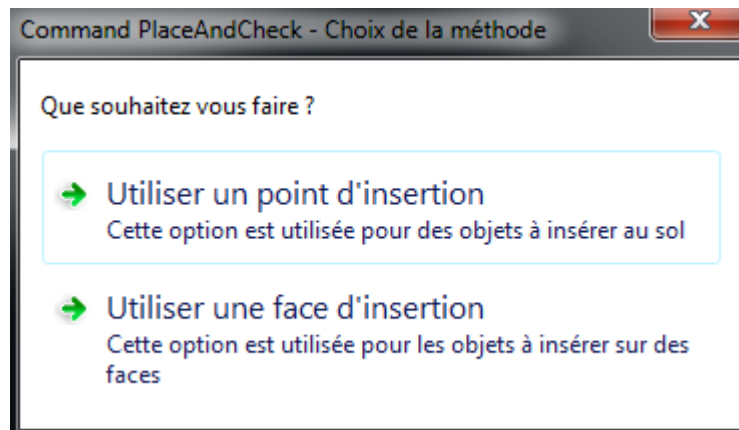 Command PlaceAndCheck - Choix de la méthode
Que souhaitez vous faire ?
Utiliser un point d'insertion
Cette option est utilisée pour des objets à insérer au sol
Utiliser une face d'insertion
Cette option est utilisée pour les objets à insérer sur des
faces